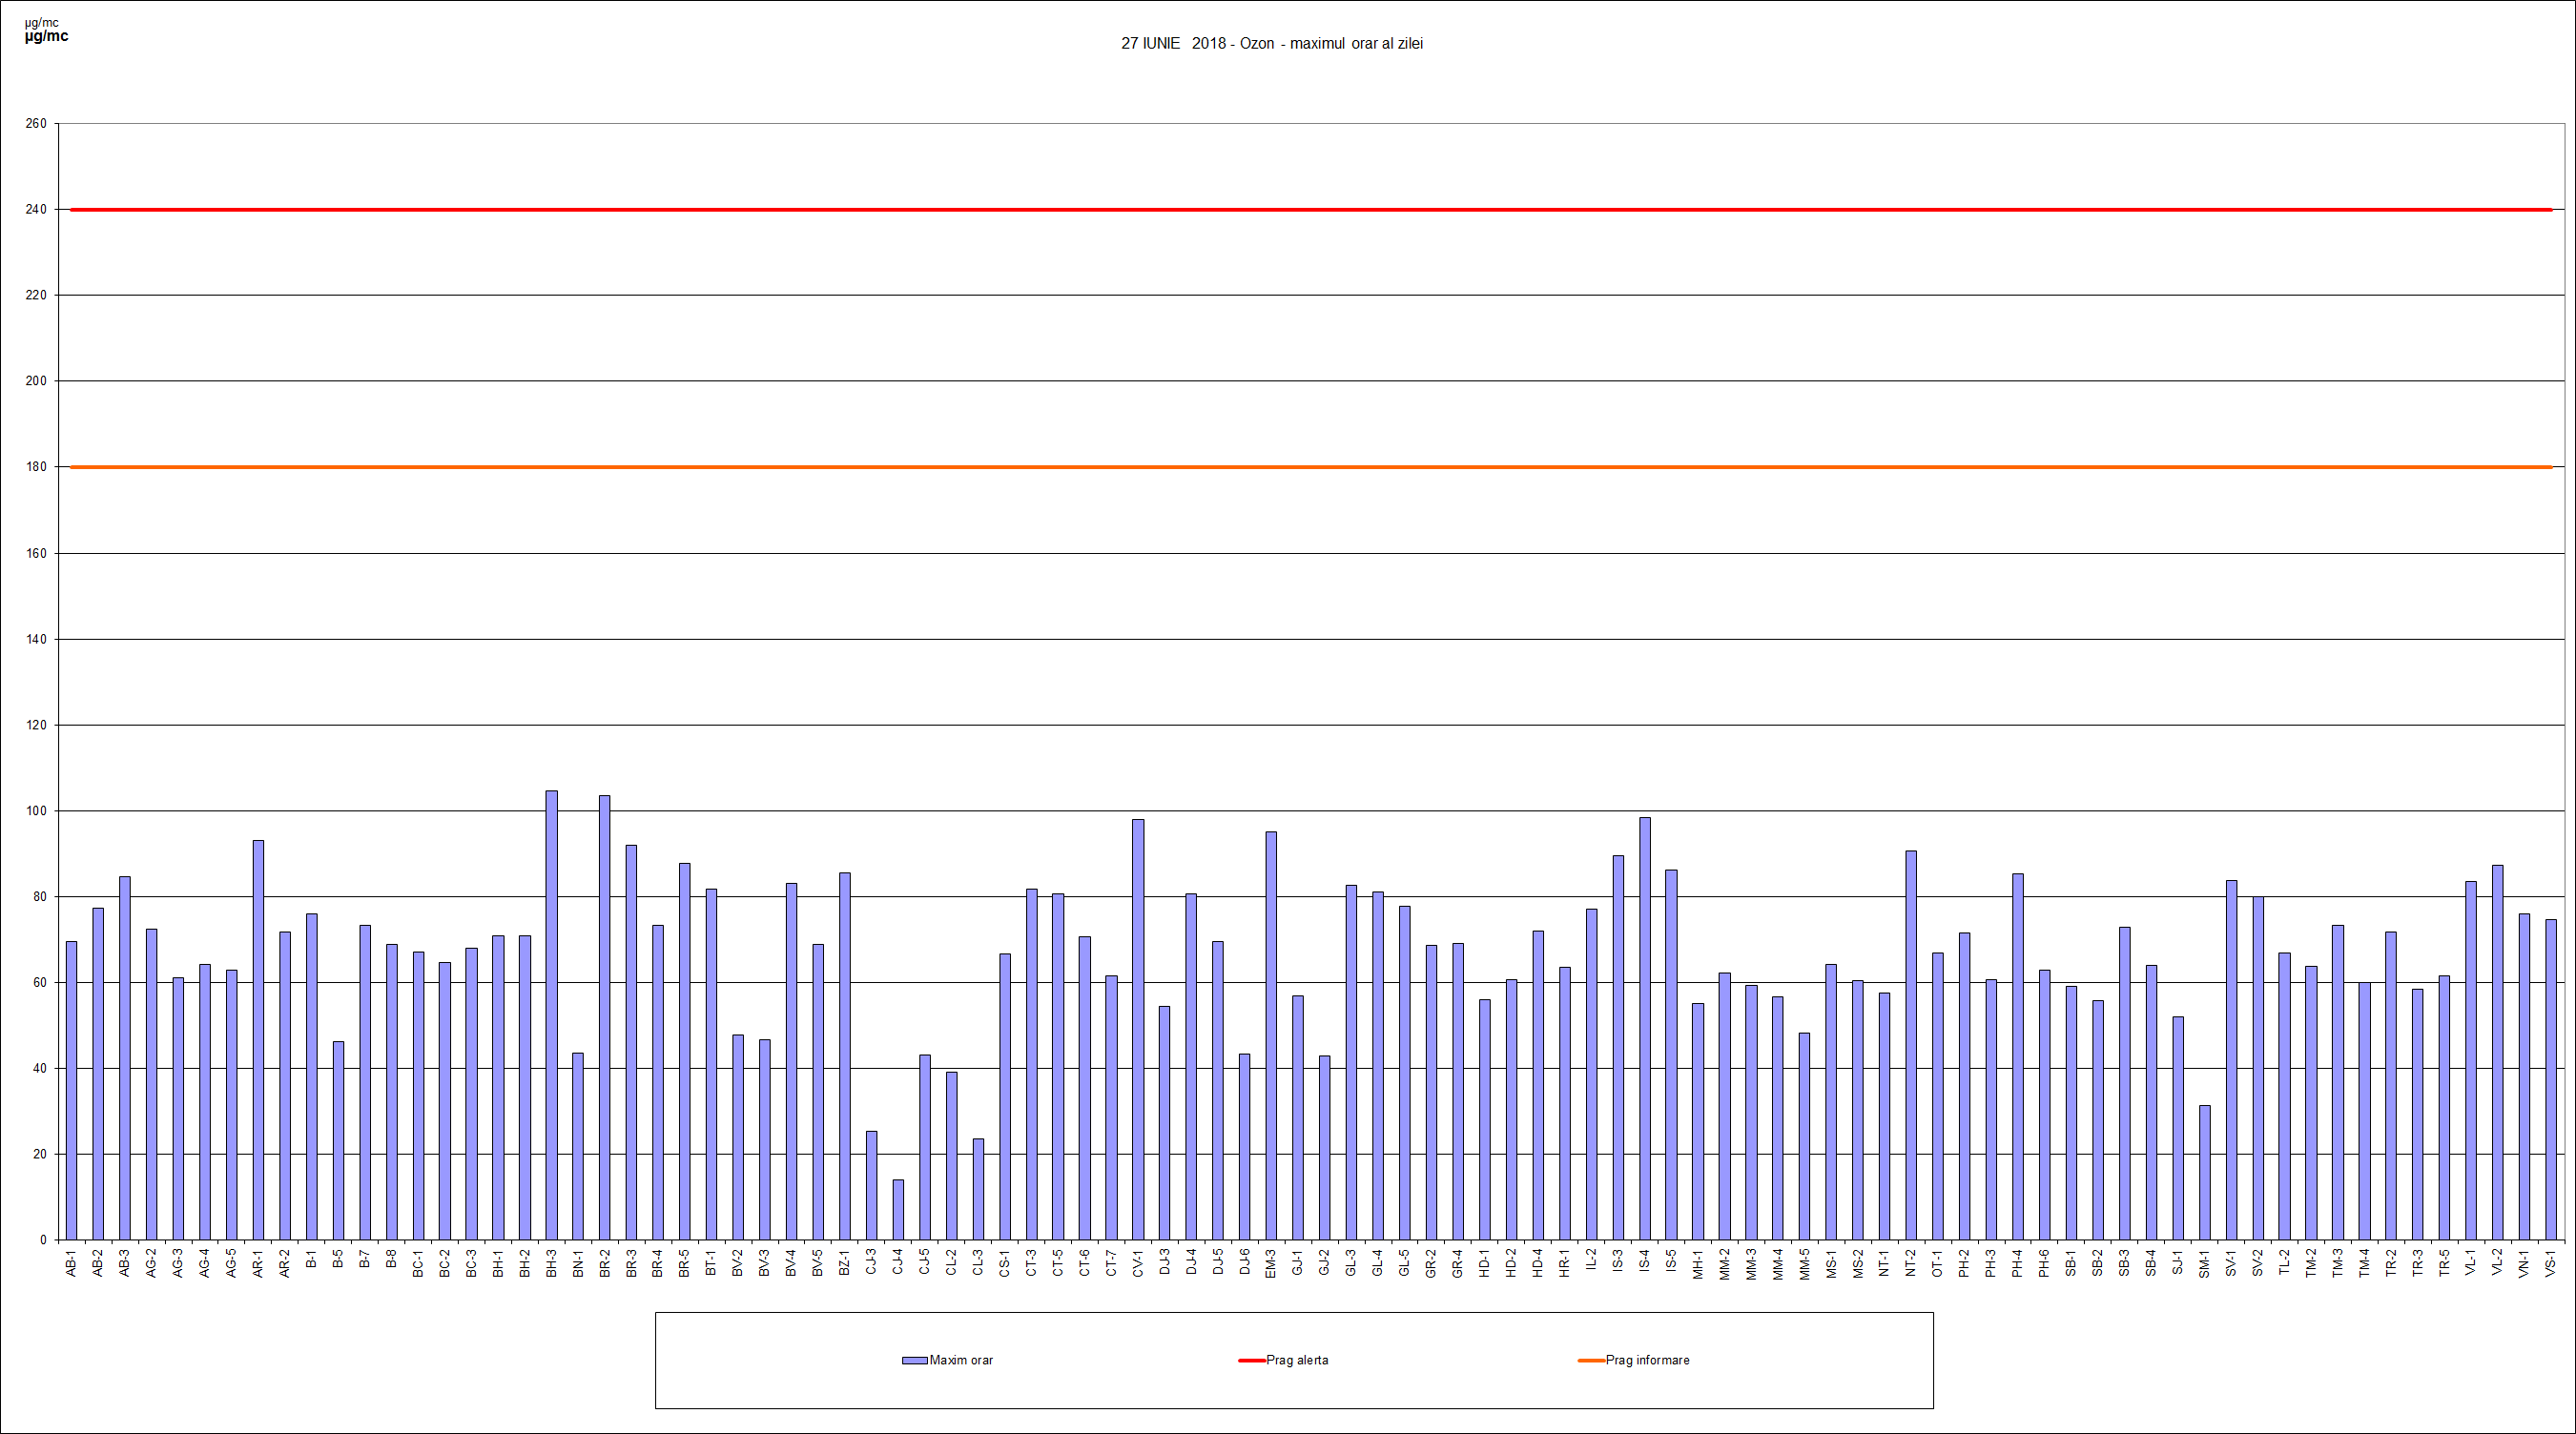 µg/mc
µg/mc
27 IUNIE 2018 - Ozon - maximul orar al zilei
260
240
220
200
180
160
140
120
100
80
60
40
20
0
AB-1
AB-2
AB-3
AG-2
AG-3
AG-4
AG-5
AR-1
AR-2
B-1
B-5
B-7
B-8
BC-1
BC-2
BC-3
BH-1
BH-2
BH-3
BN-1
BR-2
BR-3
BR-4
BR-5
BT-1
BV-2
BV-3
BV-4
BV-5
BZ-1
CJ-3
CJ-4
CJ-5
CL-2
CL-3
CS-1
CT-3
CT-5
CT-6
CT-7
CV-1
DJ-3
DJ-4
DJ-5
DJ-6
EM-3
GJ-1
GJ-2
GL-3
GL-4
GL-5
GR-2
GR-4
HD-1
HD-2
HD-4
HR-1
IL-2
IS-3
IS-4
IS-5
MH-1
MM-2
MM-3
MM-4
MM-5
MS-1
MS-2
NT-1
NT-2
OT-1
PH-2
PH-3
PH-4
PH-6
SB-1
SB-2
SB-3
SB-4
SJ-1
SM-1
SV-1
SV-2
TL-2
TM-2
TM-3
TM-4
TR-2
TR-3
TR-5
VL-1
VL-2
VN-1
VS-1
Maxim orar
Prag alerta
Prag informare